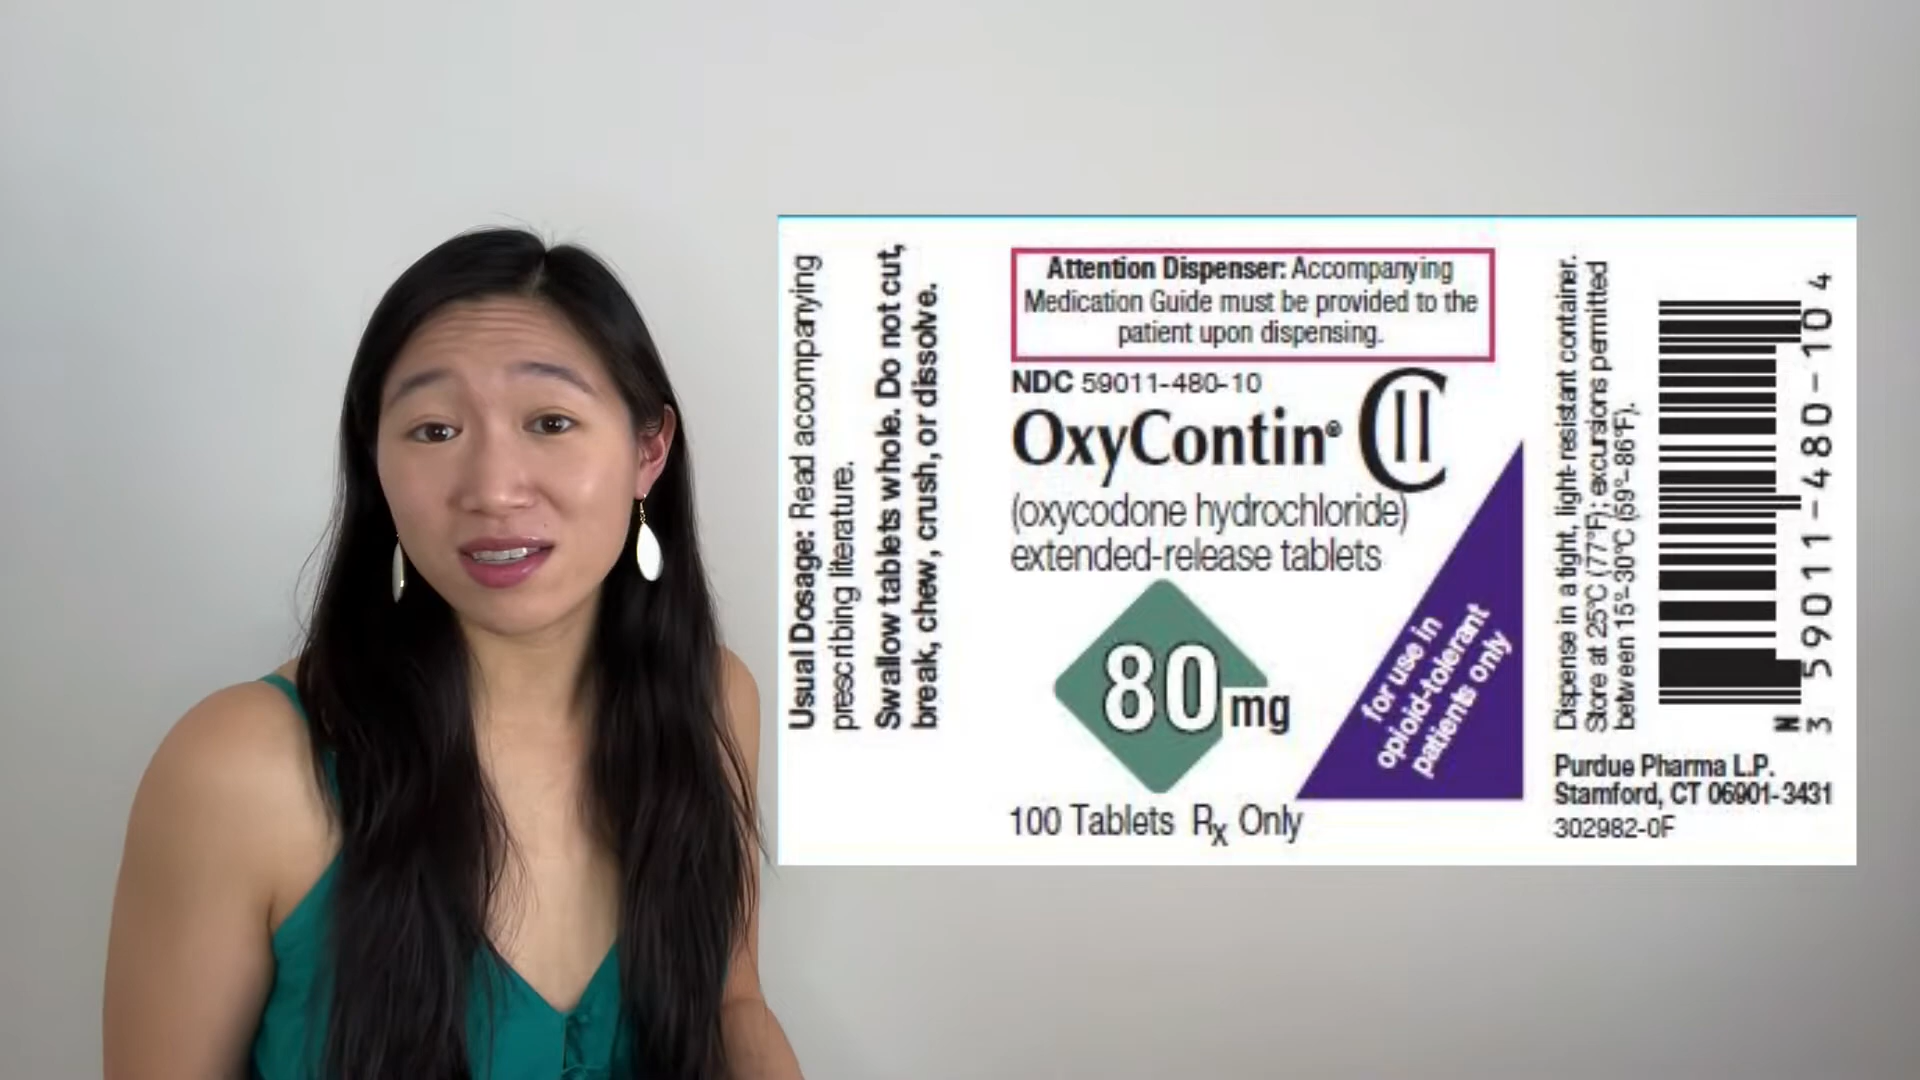 Usual Dosage: Read accompanying
prescribing literature.
Swallow tablets whole. Do not cut,
break, chew, crush, or dissolve.
Attention Dispenser: Accompanying
Medication Guide must be provided to the
patient upon dispensing.
NDC 59011-480-10
OxyContin® CII
(oxycodone hydrochloride)
extended-release tablets
80 mg
for use in
opioid-tolerant
patients only
100 Tablets Rx Only
Dispense in a tight, light-resistant container.
Store at 25°C (77°F); excursions permitted
between 15°-30°C (59°-86°F).
N
3 59011-480-10 4
Purdue Pharma L.P.
Stamford, CT 06901-3431
302982-0F